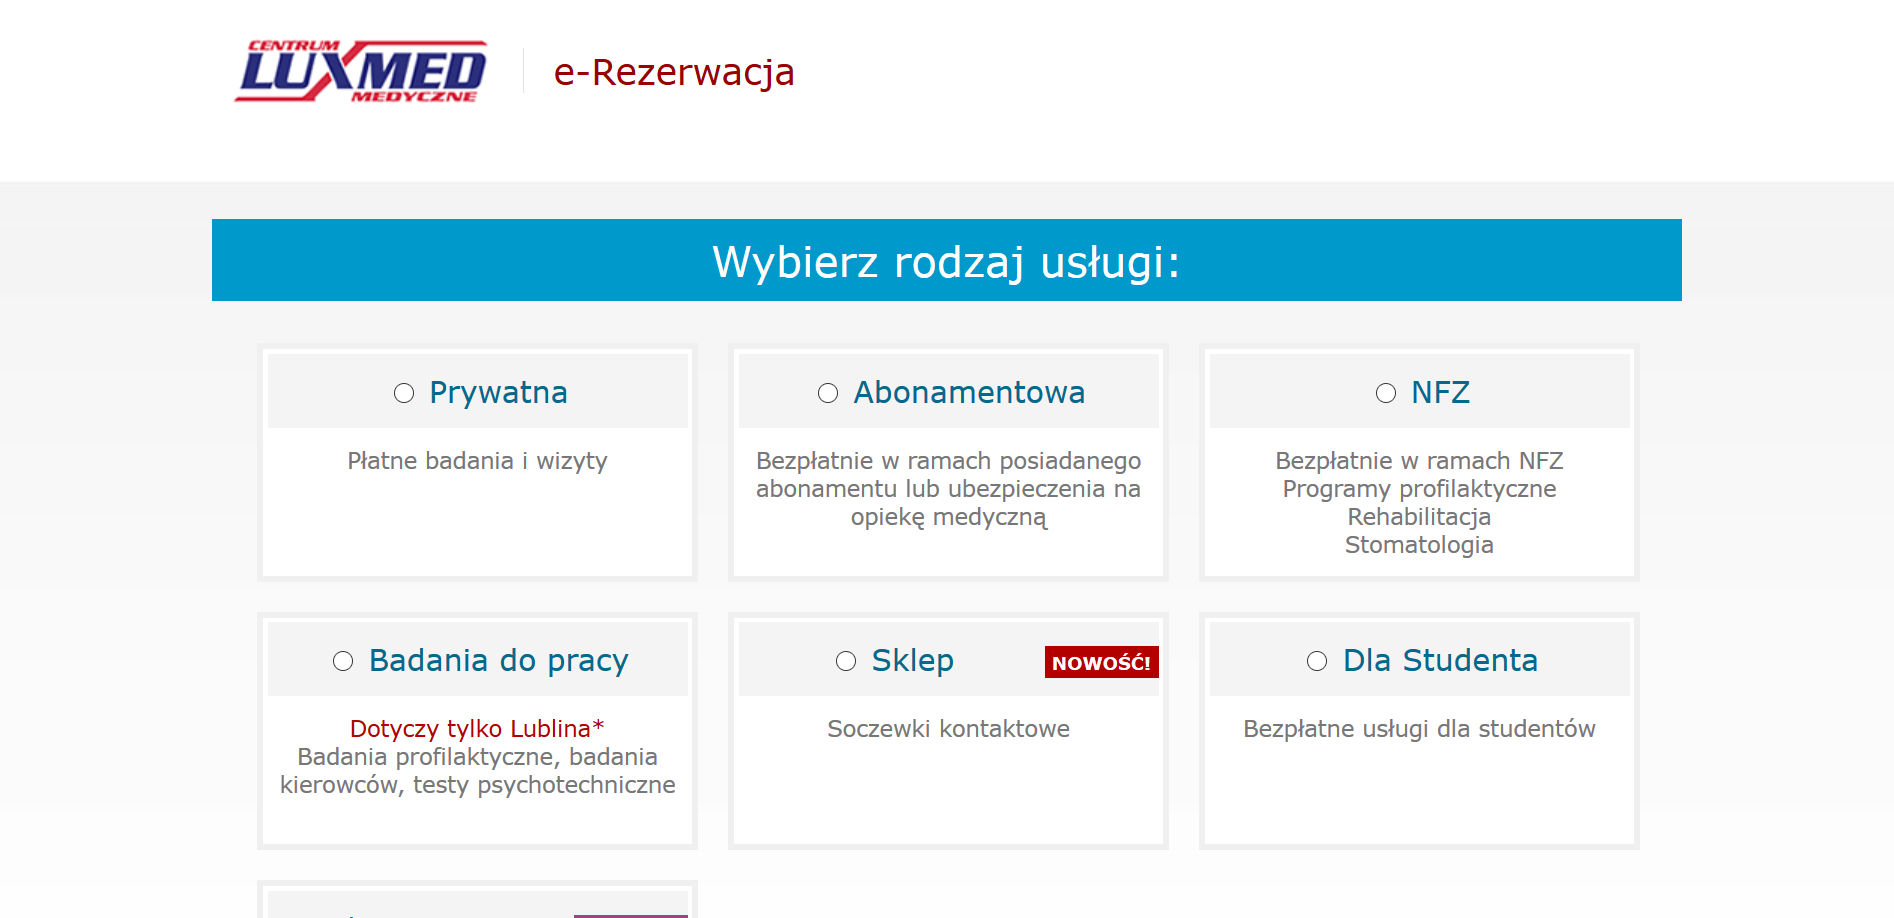 CENTRUM
LUXMED
MEDYCZNE
e-Rezerwacja
Wybierz rodzaj usługi:
Prywatna
Płatne badania i wizyty
Abonamentowa
Bezpłatnie w ramach posiadanego
abonamentu lub ubezpieczenia na
opiekę medyczną
NFZ
Bezpłatnie w ramach NFZ
Programy profilaktyczne
Rehabilitacja
Stomatologia
Badania do pracy
Dotyczy tylko Lublina*
Badania profilaktyczne, badania
kierowców, testy psychotechniczne
Sklep
NOWOŚĆ!
Soczewki kontaktowe
Dla Studenta
Bezpłatne usługi dla studentów